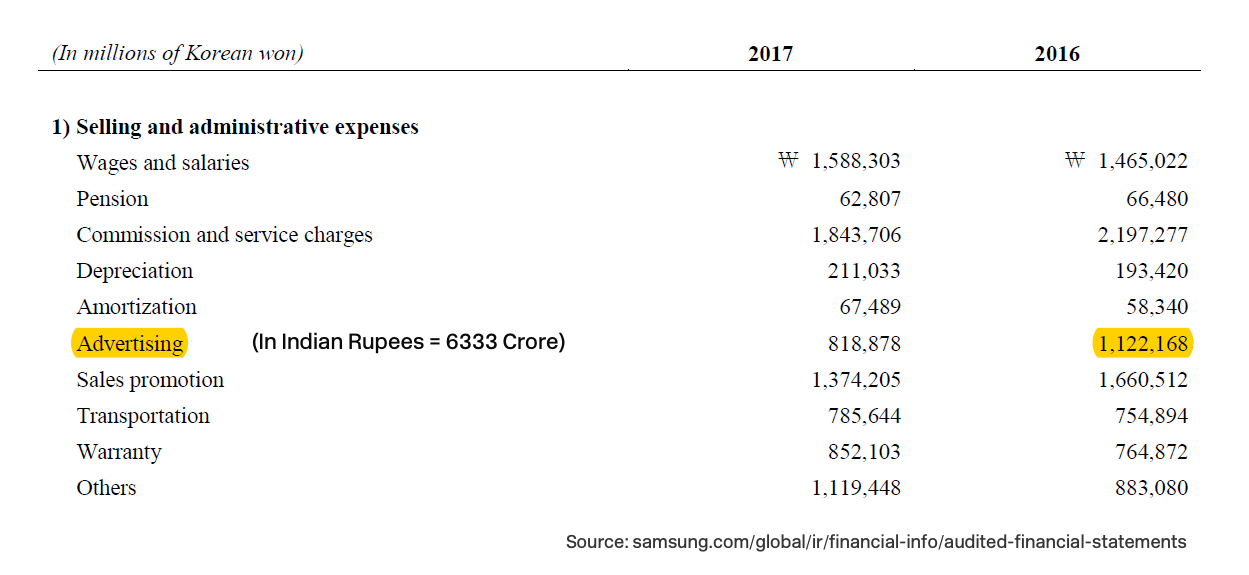 (In millions of Korean won) 2017 2016
1) Selling and administrative expenses
Wages and salaries ₩ 1,588,303 ₩ 1,465,022
Pension 62,807 66,480
Commission and service charges 1,843,706 2,197,277
Depreciation 211,033 193,420
Amortization 67,489 58,340
Advertising (In Indian Rupees = 6333 Crore) 818,878 1,122,168
Sales promotion 1,374,205 1,660,512
Transportation 785,644 754,894
Warranty 852,103 764,872
Others 1,119,448 883,080
Source: samsung.com/global/ir/financial-info/audited-financial-statements